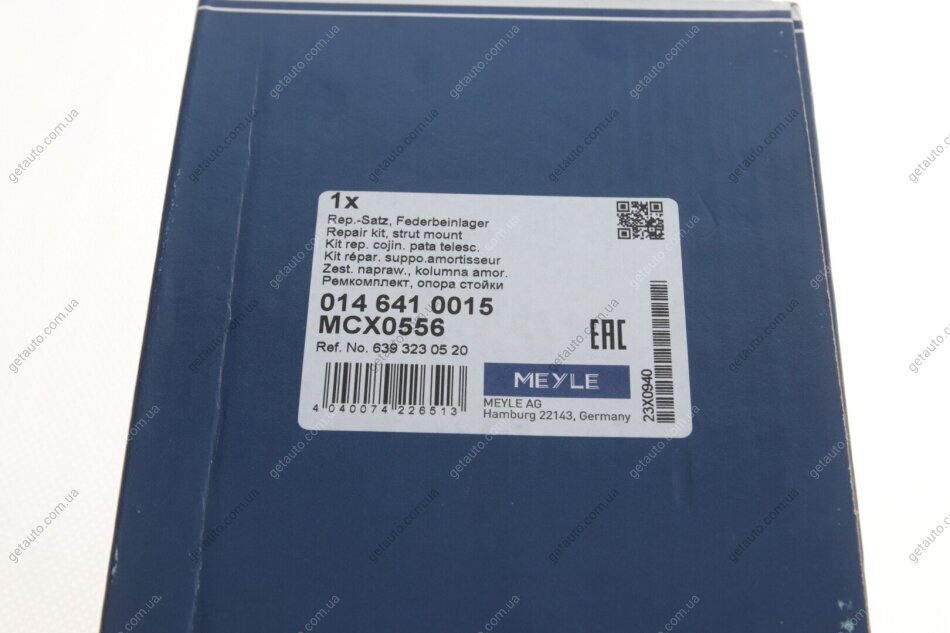 1x
Rep.-Satz, Federbeinlager
Repair kit, strut mount
Kit rep. cojin. pata telesc.
Kit répar. suppo.amortisseur
Zest. napraw., kolumna amor.
Ремкомплект, опора стойки
014 641 0015
MCX0556
Ref. No. 639 323 05 20
4 040074 226513
EAC
MEYLE
MEYLE AG
Hamburg 22143, Germany
23X0940
getauto.com.ua